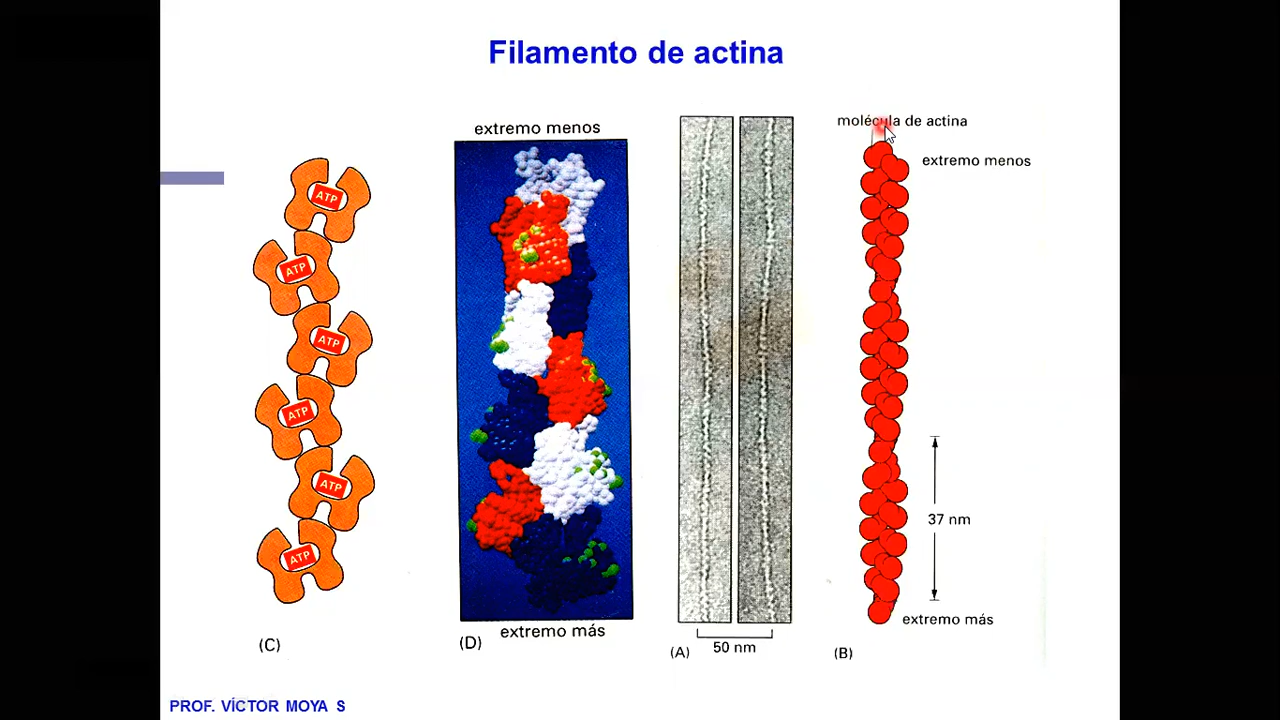 Filamento de actina
ATP
ATP
ATP
ATP
ATP
ATP
(C)
extremo menos
extremo más
(D)
50 nm
(A)
molécula de actina
extremo menos
37 nm
extremo más
(B)
PROF. VÍCTOR MOYA S